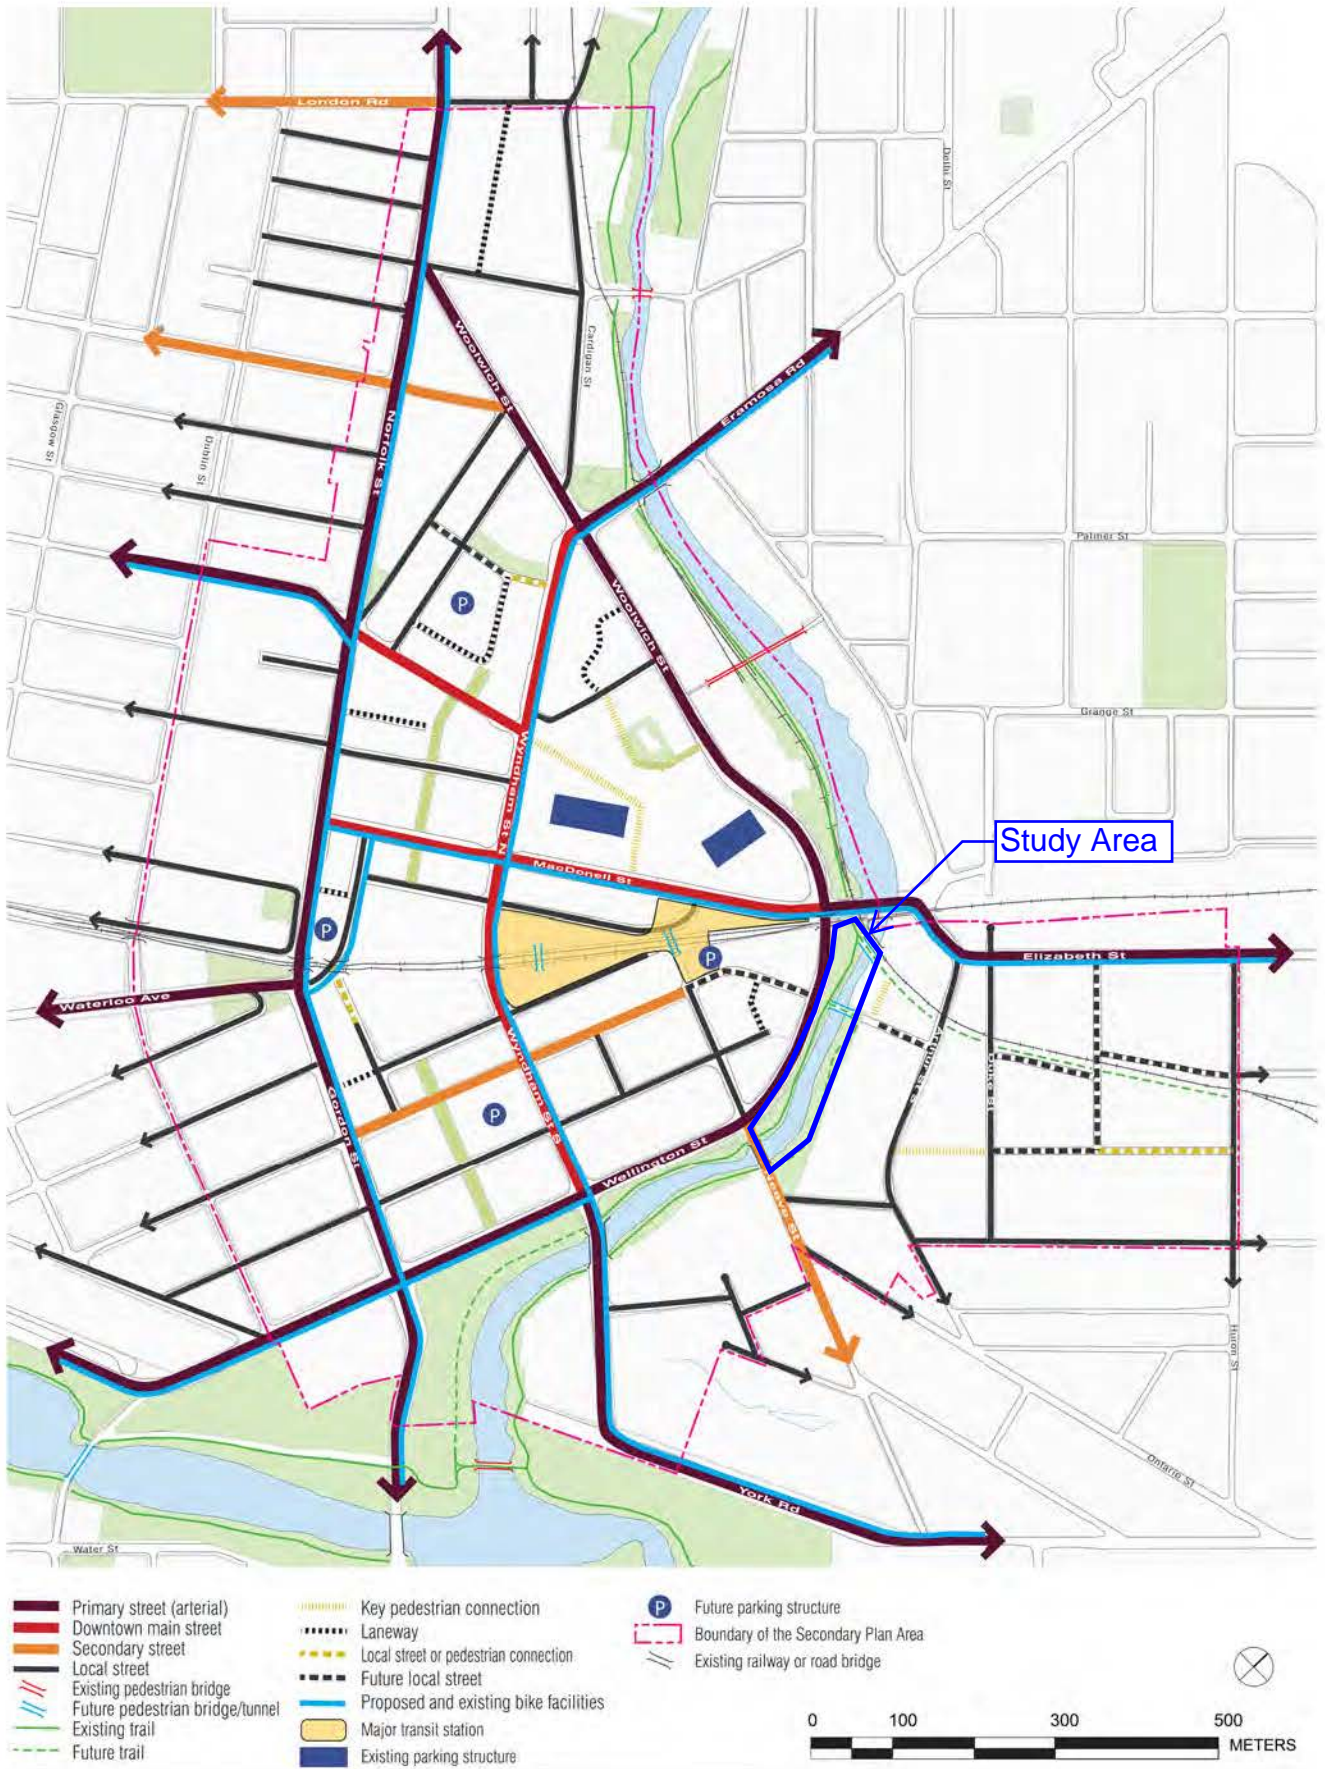 London Rd
Delhi St
Woolwich St
Cardigan St
Eramosa Rd
Glasgow St
Dublin St
Norfolk St
Palmer St
P
Woolwich St
Grange St
Wyndham St N
Study Area
MacDonell St
P
P
Elizabeth St
Waterloo Ave
Wyndham St S
Arthur St S
Duke St
Gordon St
P
Wellington St
Neeve St
Huron St
Ontario St
York Rd
Water St
Primary street (arterial)
Downtown main street
Secondary street
Local street
Existing pedestrian bridge
Future pedestrian bridge/tunnel
Existing trail
Future trail
Key pedestrian connection
Laneway
Local street or pedestrian connection
Future local street
Proposed and existing bike facilities
Major transit station
Existing parking structure
P Future parking structure
Boundary of the Secondary Plan Area
Existing railway or road bridge
0 100 300 500
METERS